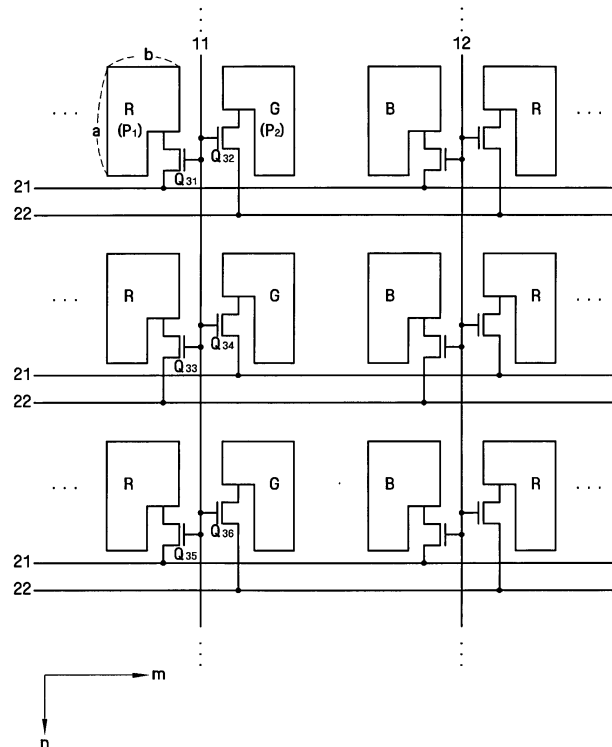 11 12
b
R G B R
a (P₁) (P₂)
Q₃₂
Q₃₁
21
22
R G B R
Q₃₄
Q₃₃
21
22
R G B R
Q₃₆
Q₃₅
21
22
m
n